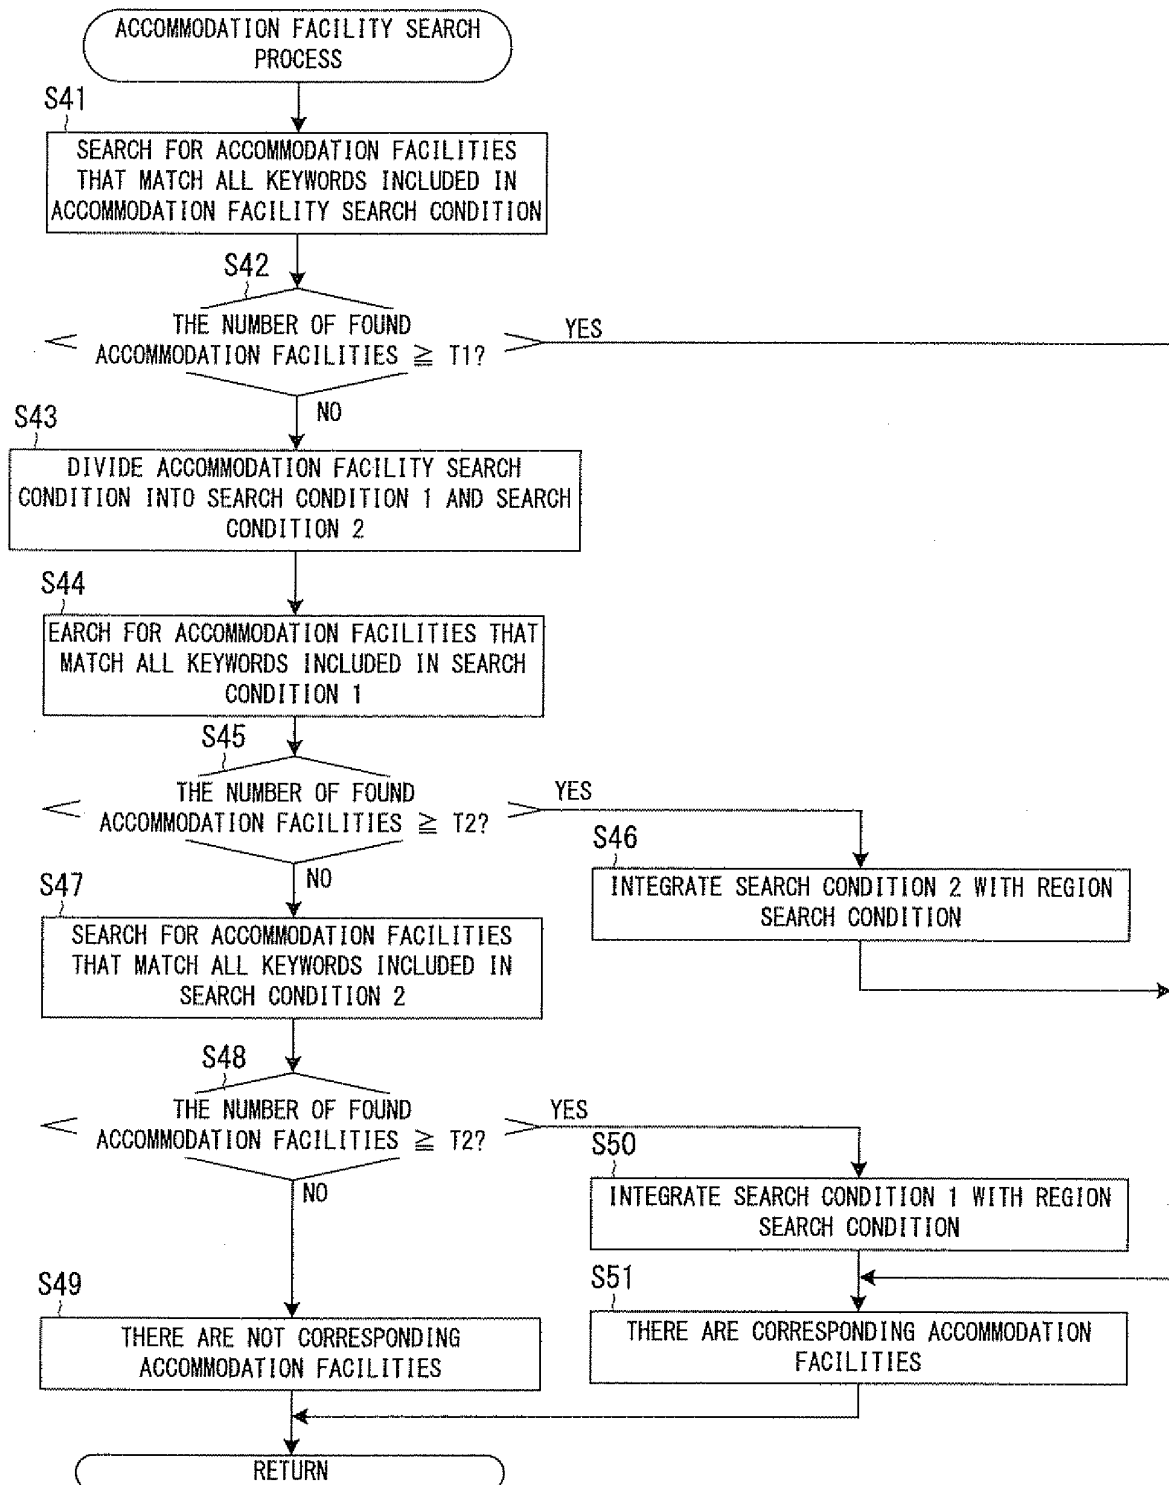 ACCOMMODATION FACILITY SEARCH
PROCESS
S41
SEARCH FOR ACCOMMODATION FACILITIES
THAT MATCH ALL KEYWORDS INCLUDED IN
ACCOMMODATION FACILITY SEARCH CONDITION
S42
THE NUMBER OF FOUND
ACCOMMODATION FACILITIES ≧ T1?
YES
NO
S43
DIVIDE ACCOMMODATION FACILITY SEARCH
CONDITION INTO SEARCH CONDITION 1 AND SEARCH
CONDITION 2
S44
EARCH FOR ACCOMMODATION FACILITIES THAT
MATCH ALL KEYWORDS INCLUDED IN SEARCH
CONDITION 1
S45
THE NUMBER OF FOUND
ACCOMMODATION FACILITIES ≧ T2?
YES
NO
S46
INTEGRATE SEARCH CONDITION 2 WITH REGION
SEARCH CONDITION
S47
SEARCH FOR ACCOMMODATION FACILITIES
THAT MATCH ALL KEYWORDS INCLUDED IN
SEARCH CONDITION 2
S48
THE NUMBER OF FOUND
ACCOMMODATION FACILITIES ≧ T2?
YES
NO
S50
INTEGRATE SEARCH CONDITION 1 WITH REGION
SEARCH CONDITION
S49
THERE ARE NOT CORRESPONDING
ACCOMMODATION FACILITIES
S51
THERE ARE CORRESPONDING ACCOMMODATION
FACILITIES
RETURN